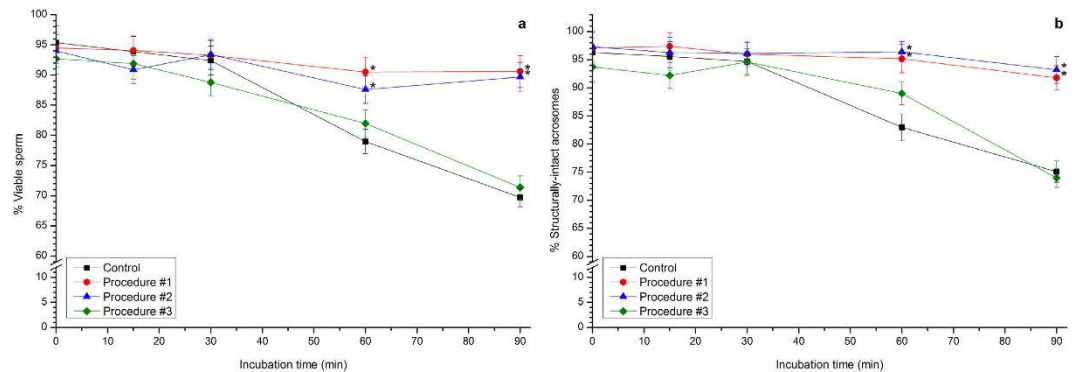 a
100
95
90
85
80
75
70
65
60
10
5
0
% Viable sperm
Control
Procedure #1
Procedure #2
Procedure #3
* * * *
0 10 20 30 40 50 60 70 80 90
Incubation time (min)
b
100
95
90
85
80
75
70
65
60
10
5
0
% Structurally-intact acrosomes
Control
Procedure #1
Procedure #2
Procedure #3
* * * *
0 10 20 30 40 50 60 70 80 90
Incubation time (min)